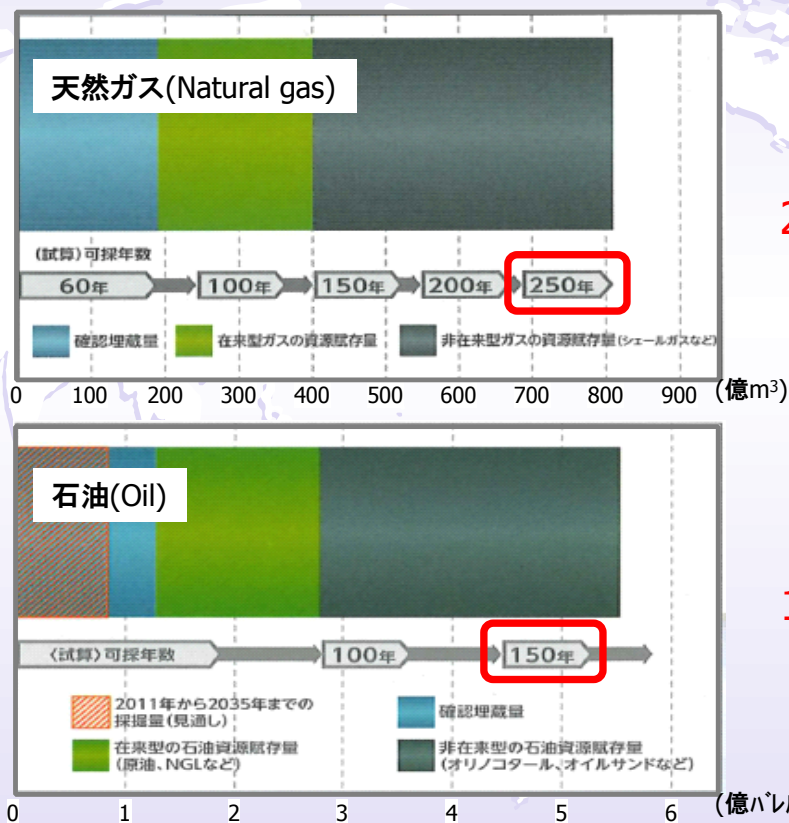 天然ガス(Natural gas)
(試算)可採年数
60年 100年 150年 200年 250年
確認埋蔵量 在来型ガスの資源賦存量 非在来型ガスの資源賦存量(シェールガスなど)
0 100 200 300 400 500 600 700 800 900 (億m³)
石油(Oil)
〈試算〉可採年数 100年 150年
2011年から2035年までの
採掘量(見通し)
確認埋蔵量
在来型の石油資源賦存量
(原油、NGLなど)
非在来型の石油資源賦存量
(オリノコタール、オイルサンドなど)
0 1 2 3 4 5 6 (億バレル